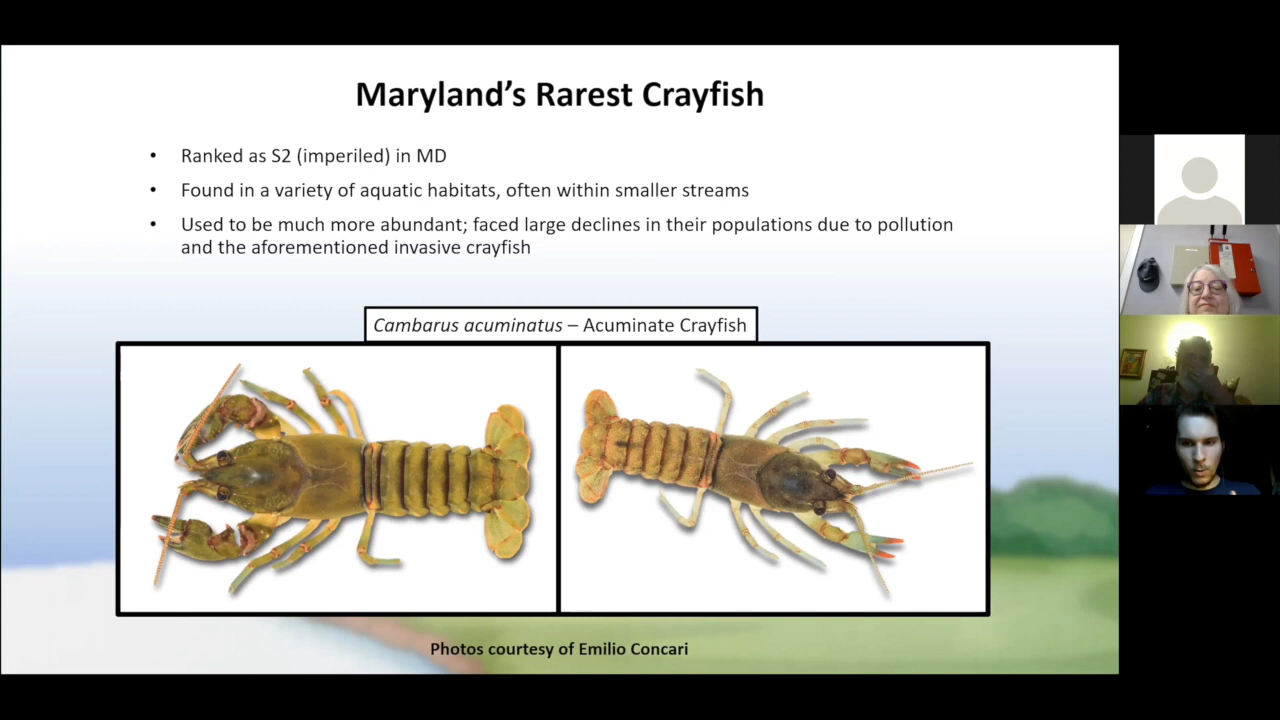 Maryland’s Rarest Crayfish
• Ranked as S2 (imperiled) in MD
• Found in a variety of aquatic habitats, often within smaller streams
• Used to be much more abundant; faced large declines in their populations due to pollution
and the aforementioned invasive crayfish
Cambarus acuminatus – Acuminate Crayfish
Photos courtesy of Emilio Concari